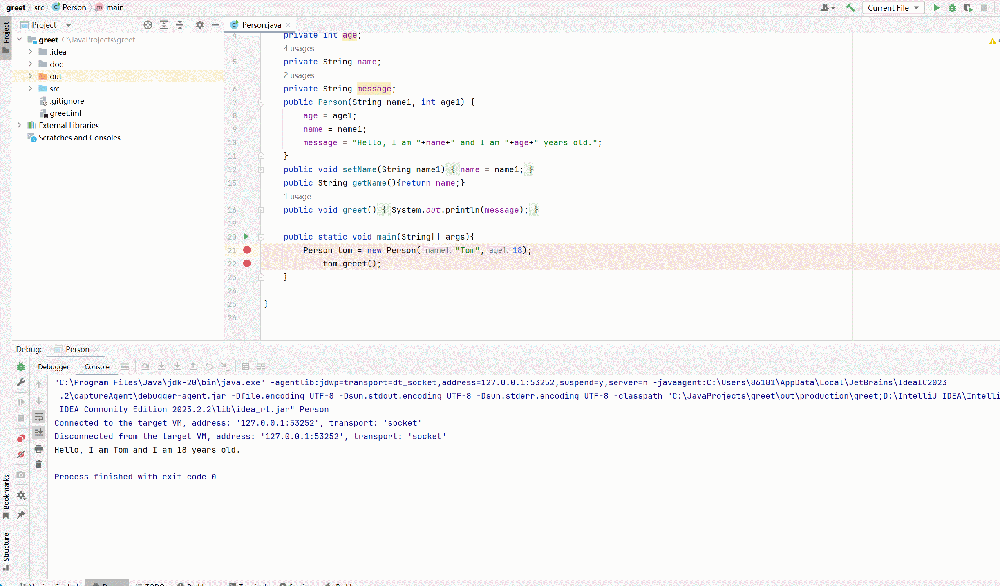 greet src Person main Current File
Project
Project Person.java
greet C:\JavaProjects\greet
.idea
doc
out
src
.gitignore
greet.iml
External Libraries
Scratches and Consoles
4 private int age;
4 usages
5 private String name;
2 usages
6 private String message;
7 public Person(String name1, int age1) {
8 age = age1;
9 name = name1;
10 message = "Hello, I am "+name+" and I am "+age+" years old.";
11 }
12 public void setName(String name1) { name = name1; }
15 public String getName(){return name;}
1 usage
16 public void greet() { System.out.println(message); }
19
20 public static void main(String[] args){
21 Person tom = new Person( name1: "Tom", age1: 18);
22 tom.greet();
23 }
24
25 }
26
Debug: Person
Debugger Console
"C:\Program Files\Java\jdk-20\bin\java.exe" -agentlib:jdwp=transport=dt_socket,address=127.0.0.1:53252,suspend=y,server=n -javaagent:C:\Users\86181\AppData\Local\JetBrains\IdeaIC2023
.2\captureAgent\debugger-agent.jar -Dfile.encoding=UTF-8 -Dsun.stdout.encoding=UTF-8 -Dsun.stderr.encoding=UTF-8 -classpath "C:\JavaProjects\greet\out\production\greet;D:\IntelliJ IDEA\Intelli
IDEA Community Edition 2023.2.2\lib\idea_rt.jar" Person
Connected to the target VM, address: '127.0.0.1:53252', transport: 'socket'
Disconnected from the target VM, address: '127.0.0.1:53252', transport: 'socket'
Hello, I am Tom and I am 18 years old.
Process finished with exit code 0
Bookmarks
Structure
Version Control Debug TODO Problems Terminal Services Build